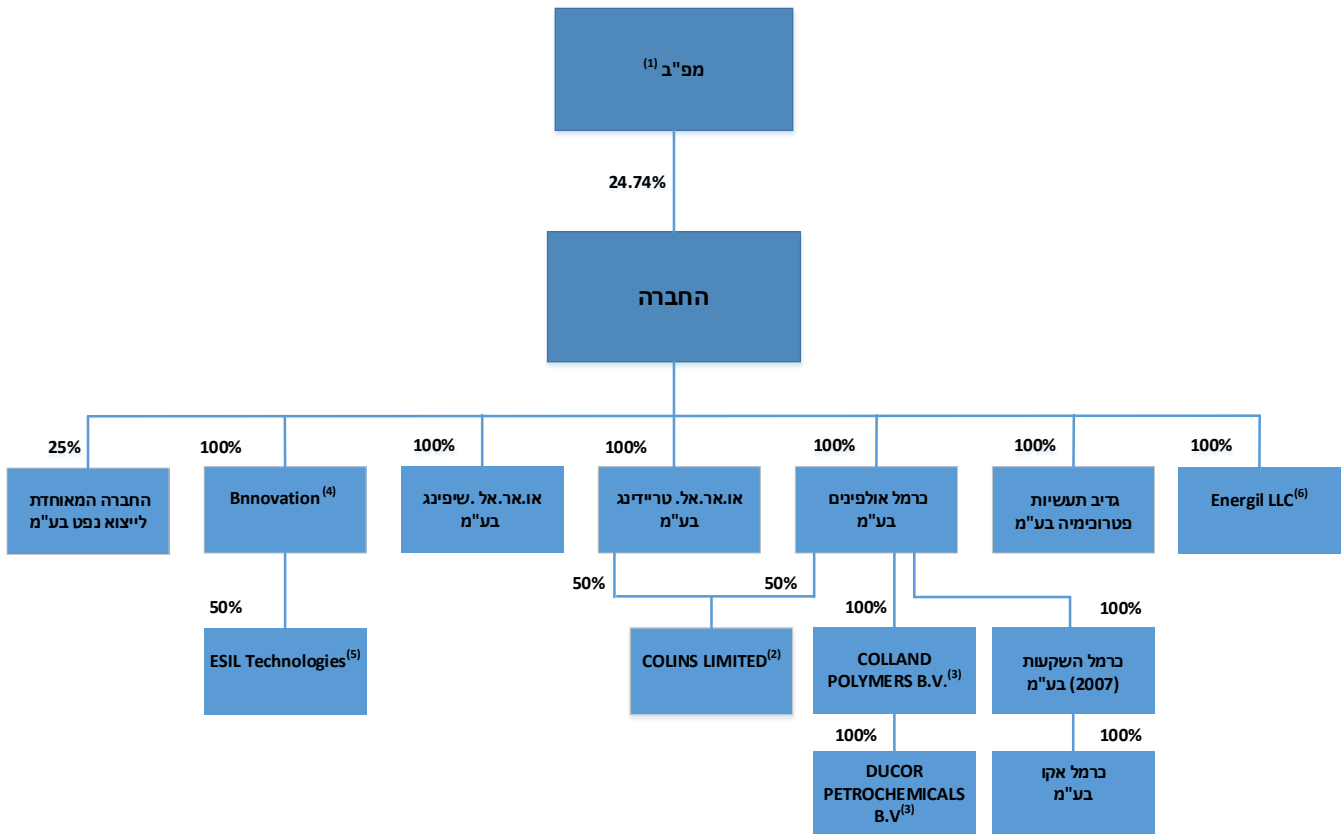 מפ"ב (1)
24.74%
החברה
25%
100%
100%
100%
100%
100%
100%
החברה המאוחדת
לייצוא נפט בע"מ
Bnnovation (4)
או.אר.אל .שיפינג
בע"מ
או.אר.אל. טריידינג
בע"מ
כרמל אולפינים
בע"מ
גדיב תעשיות
פטרוכימיה בע"מ
Energil LLC(6)
50%
50%
50%
100%
100%
ESIL Technologies(5)
COLINS LIMITED(2)
COLLAND
POLYMERS B.V.(3)
כרמל השקעות
(2007) בע"מ
100%
100%
DUCOR
PETROCHEMICALS
B.V(3)
כרמל אקו
בע"מ